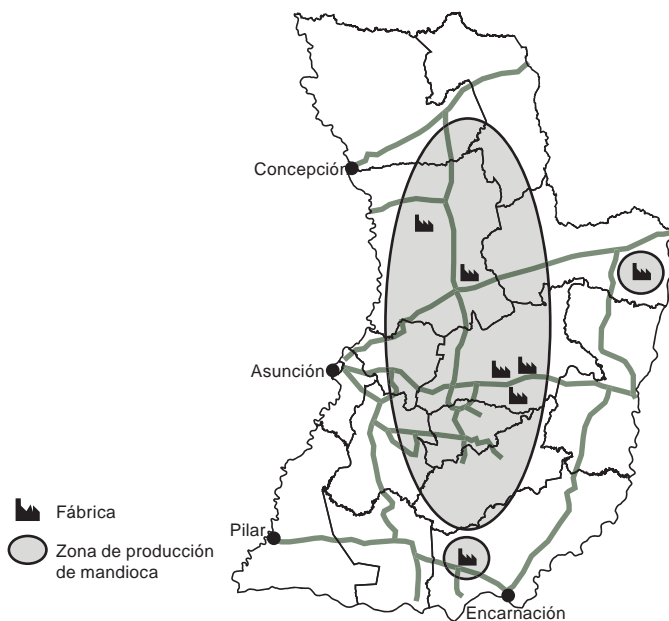 Concepción
Asunción
Fábrica
Pilar
Zona de producción
de mandioca
Encarnación